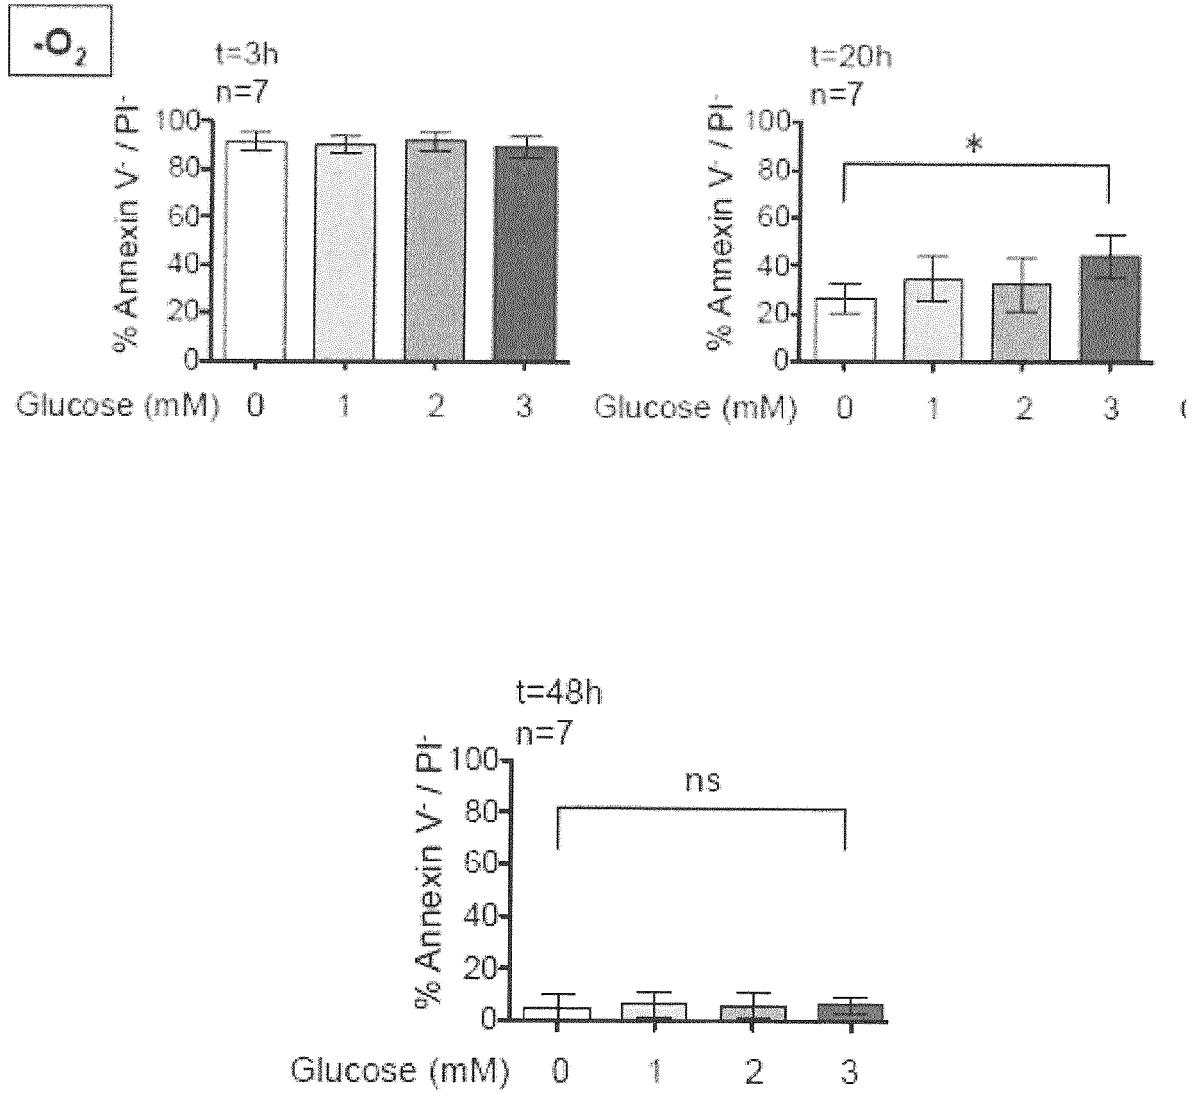 -O₂
t=3h
n=7
% Annexin V⁻ / PI⁻
100
80
60
40
20
0
Glucose (mM) 0 1 2 3
t=20h
n=7
% Annexin V⁻ / PI⁻
100
80
60
40
20
0
*
Glucose (mM) 0 1 2 3
t=48h
n=7
% Annexin V⁻ / PI⁻
100
80
60
40
20
0
ns
Glucose (mM) 0 1 2 3